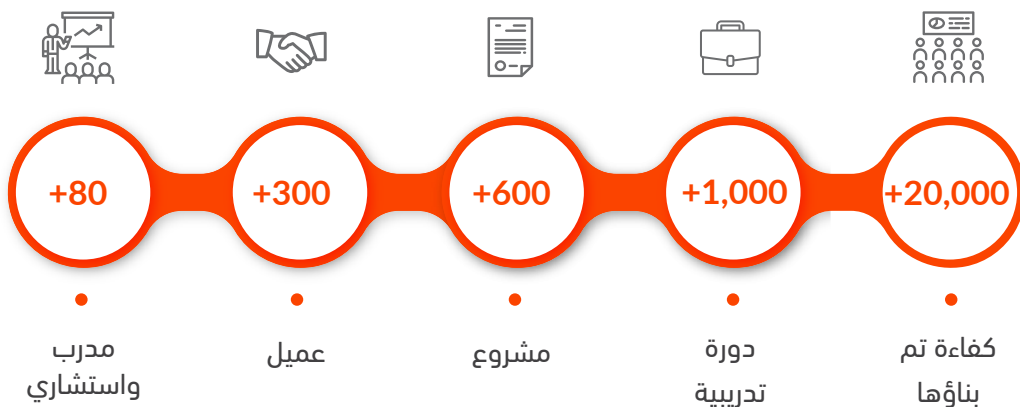 +20,000
كفاءة تم
بناؤها
+1,000
دورة
تدريبية
+600
مشروع
+300
عميل
+80
مدرب
واستشاري